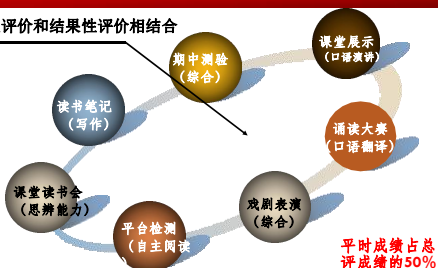 评价和结果性评价相结合
课堂展示
（口语演讲）
期中测验
（综合）
读书笔记
（写作）
诵读大赛
（口语翻译）
课堂读书会
（思辨能力）
戏剧表演
（综合）
平台检测
（自主阅读
）
平时成绩占总
评成绩的50%